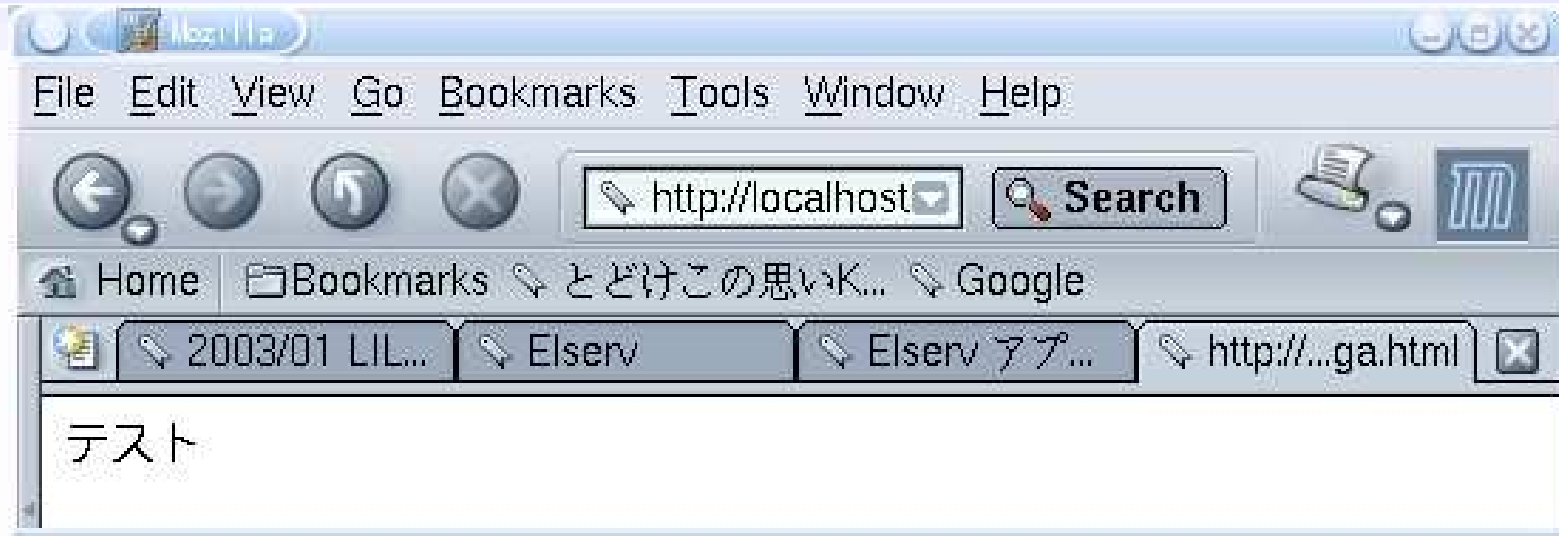 Mozilla
File Edit View Go Bookmarks Tools Window Help
http://localhost Search
Home Bookmarks とどけこの思いK... Google
2003/01 LIL... Elserv Elserv アプ... http://...ga.html
テスト